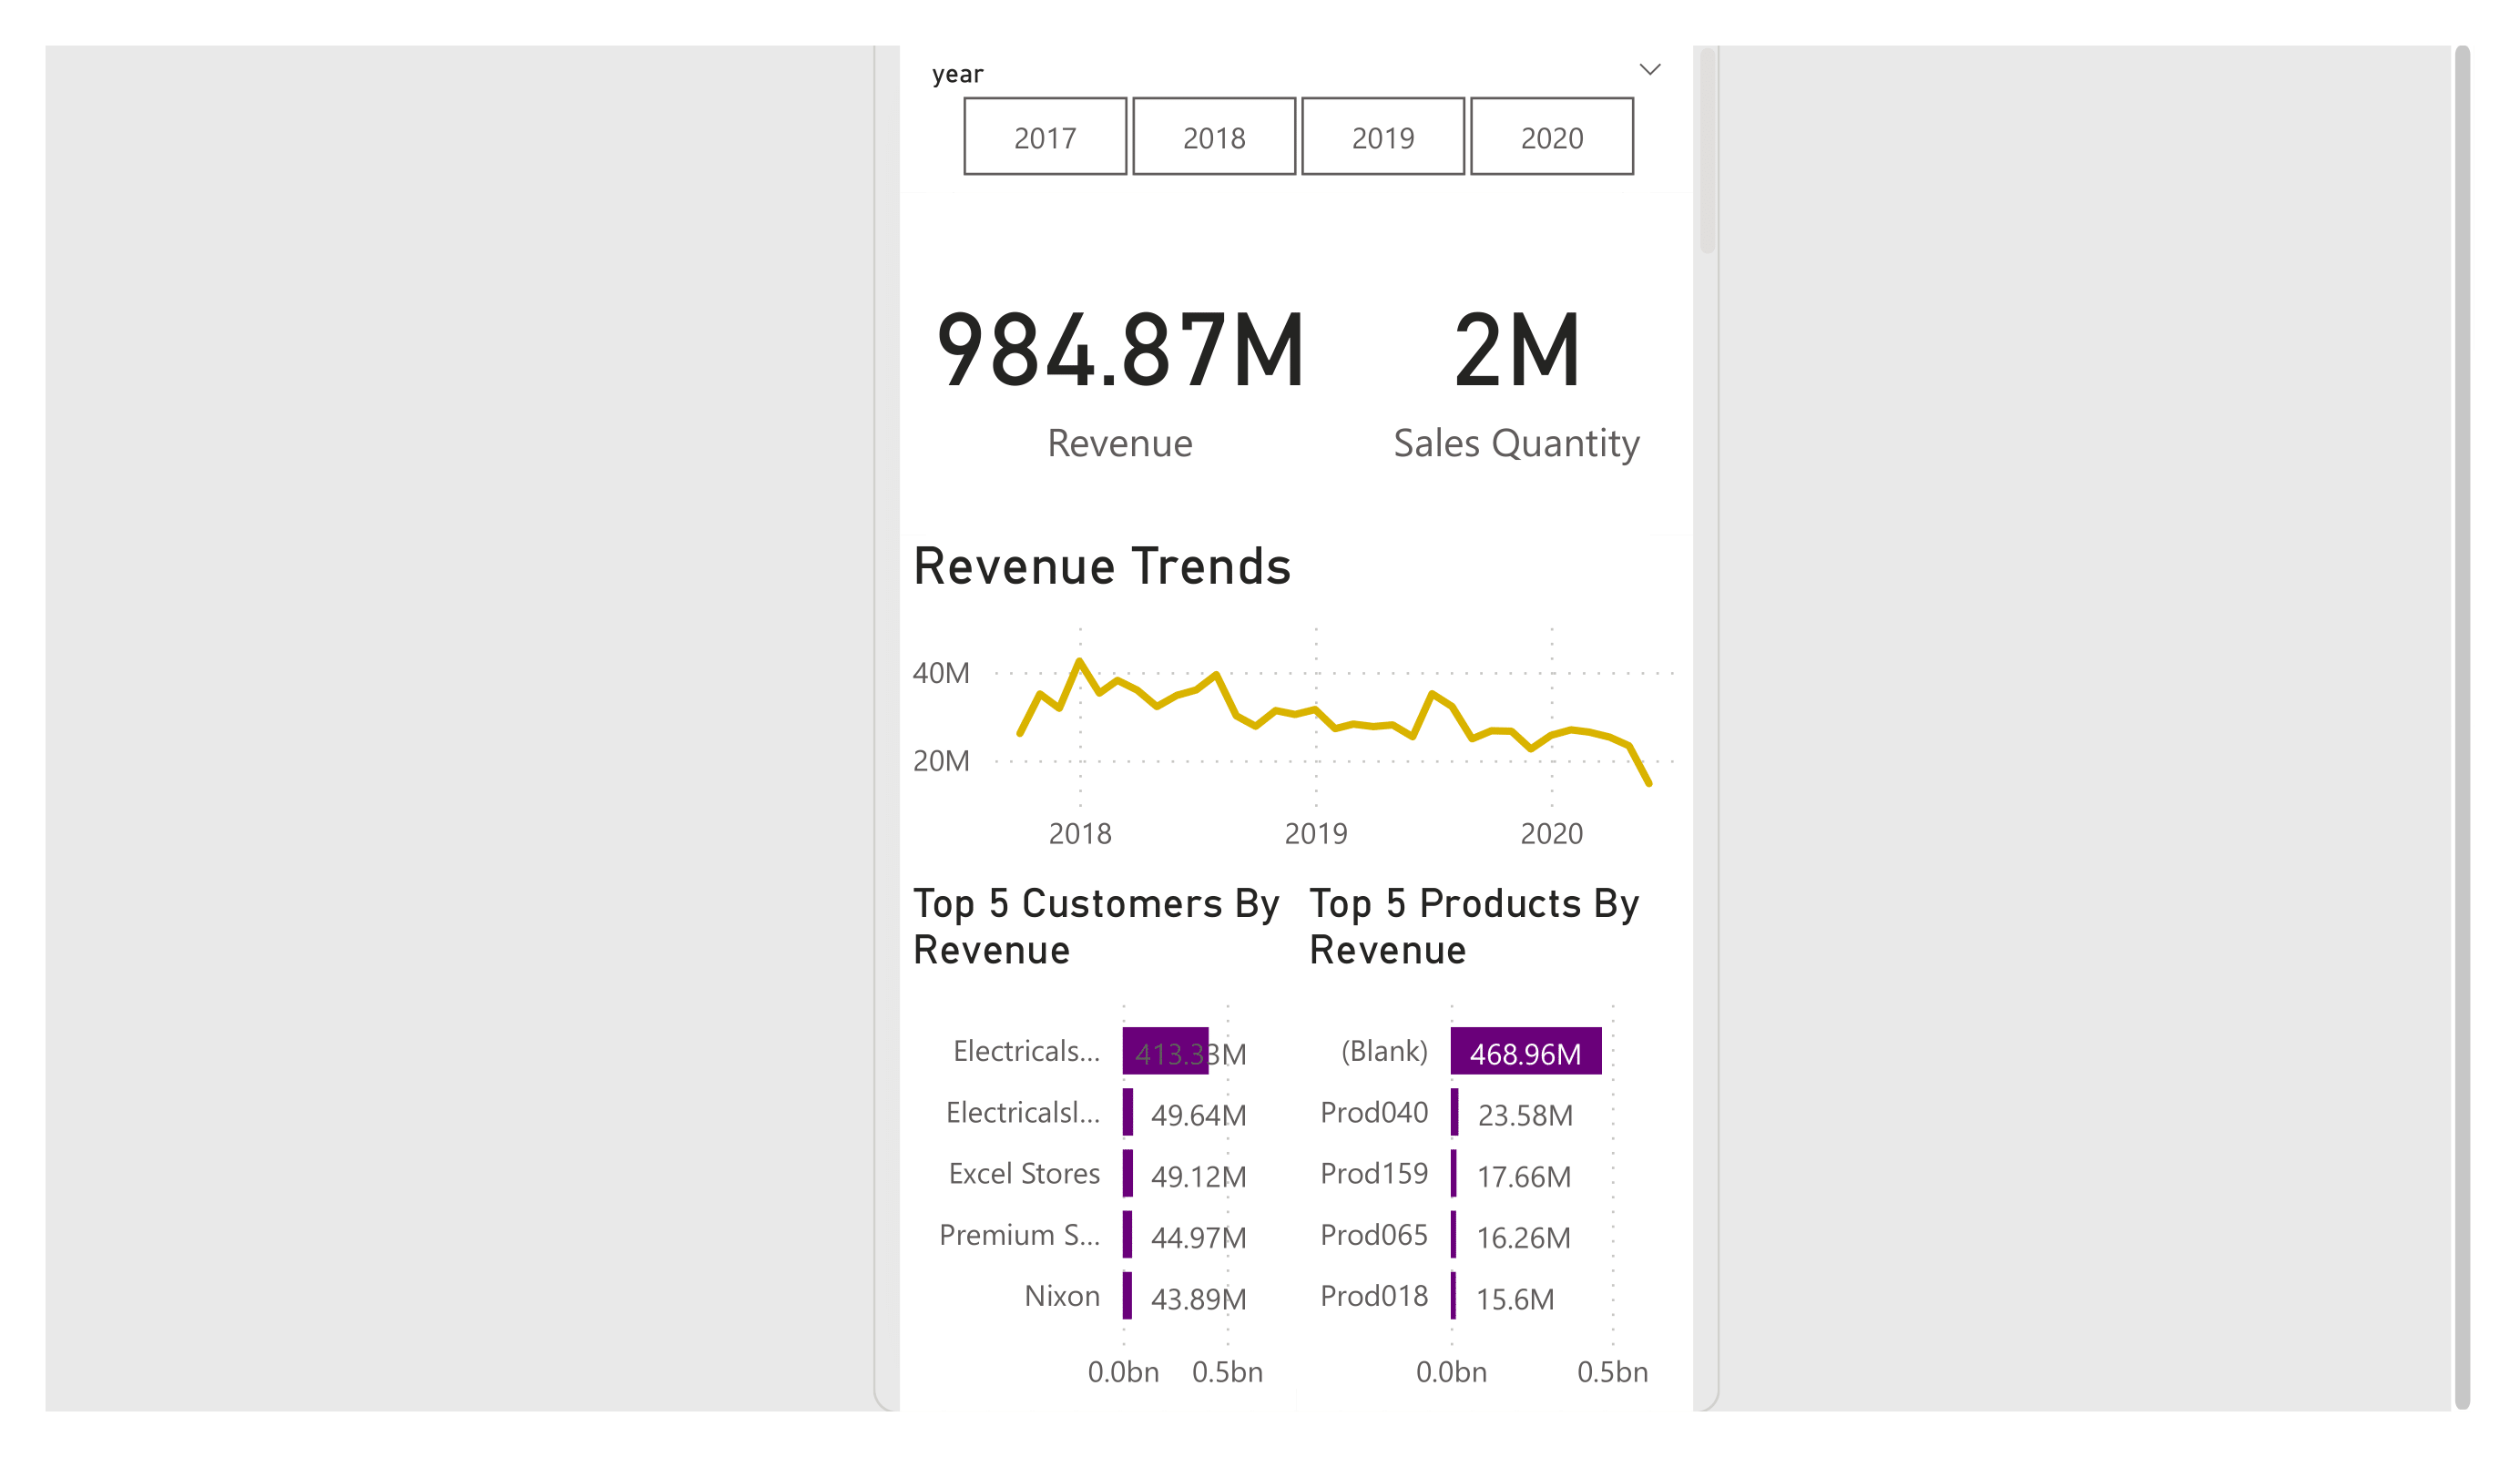 year
2017 2018 2019 2020
984.87M 2M
Revenue Sales Quantity
Revenue Trends
40M
20M
2018 2019 2020
Top 5 Customers By
Revenue
Electricals... 413.33M
Electricalsl... 49.64M
Excel Stores 49.12M
Premium S... 44.97M
Nixon 43.89M
0.0bn 0.5bn
Top 5 Products By
Revenue
(Blank) 468.96M
Prod040 23.58M
Prod159 17.66M
Prod065 16.26M
Prod018 15.6M
0.0bn 0.5bn